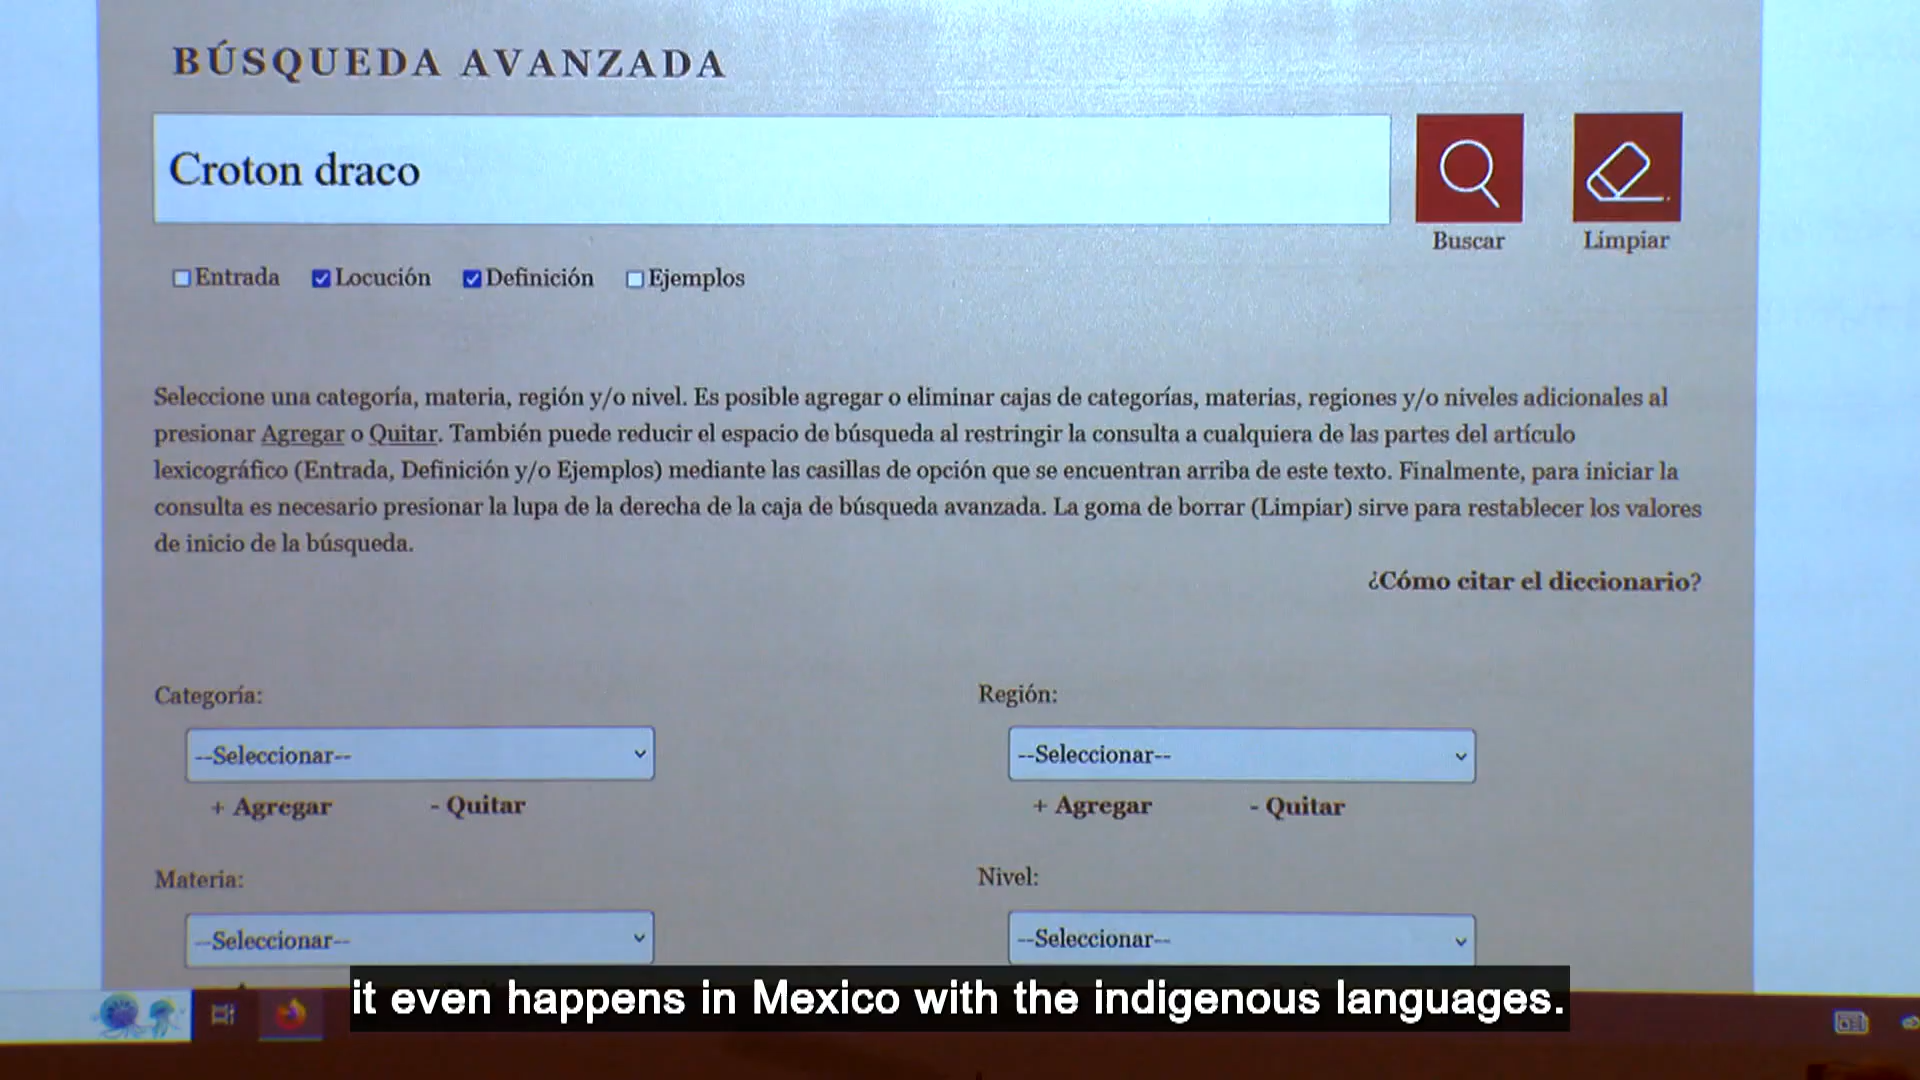 BÚSQUEDA AVANZADA
Croton draco
Buscar
Limpiar
Entrada
Locución
Definición
Ejemplos
Seleccione una categoría, materia, región y/o nivel. Es posible agregar o eliminar cajas de categorías, materias, regiones y/o niveles adicionales al
presionar Agregar o Quitar. También puede reducir el espacio de búsqueda al restringir la consulta a cualquiera de las partes del artículo
lexicográfico (Entrada, Definición y/o Ejemplos) mediante las casillas de opción que se encuentran arriba de este texto. Finalmente, para iniciar la
consulta es necesario presionar la lupa de la derecha de la caja de búsqueda avanzada. La goma de borrar (Limpiar) sirve para restablecer los valores
de inicio de la búsqueda.
¿Cómo citar el diccionario?
Categoría:
--Seleccionar--
+ Agregar - Quitar
Región:
--Seleccionar--
+ Agregar - Quitar
Materia:
--Seleccionar--
Nivel:
--Seleccionar--
it even happens in Mexico with the indigenous languages.